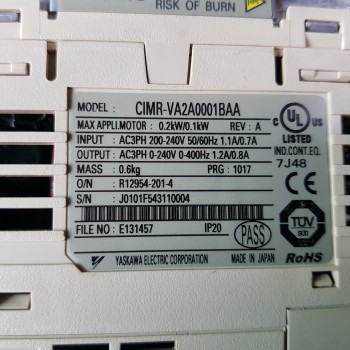 RISK OF BURN
MODEL : CIMR-VA2A0001BAA
MAX APPLI.MOTOR : 0.2kW/0.1kW REV : A
INPUT : AC3PH 200-240V 50/60Hz 1.1A/0.7A
OUTPUT : AC3PH 0-240V 0-400Hz 1.2A/0.8A
MASS : 0.6kg PRG : 1017
O/N : R12954-201-4
S/N : J0101F543110004
FILE NO : E131457 IP20
PASS
YASKAWA ELECTRIC CORPORATION
C UL US
LISTED
IND.CONT.EQ.
7J48
CE
TÜV
RoHS